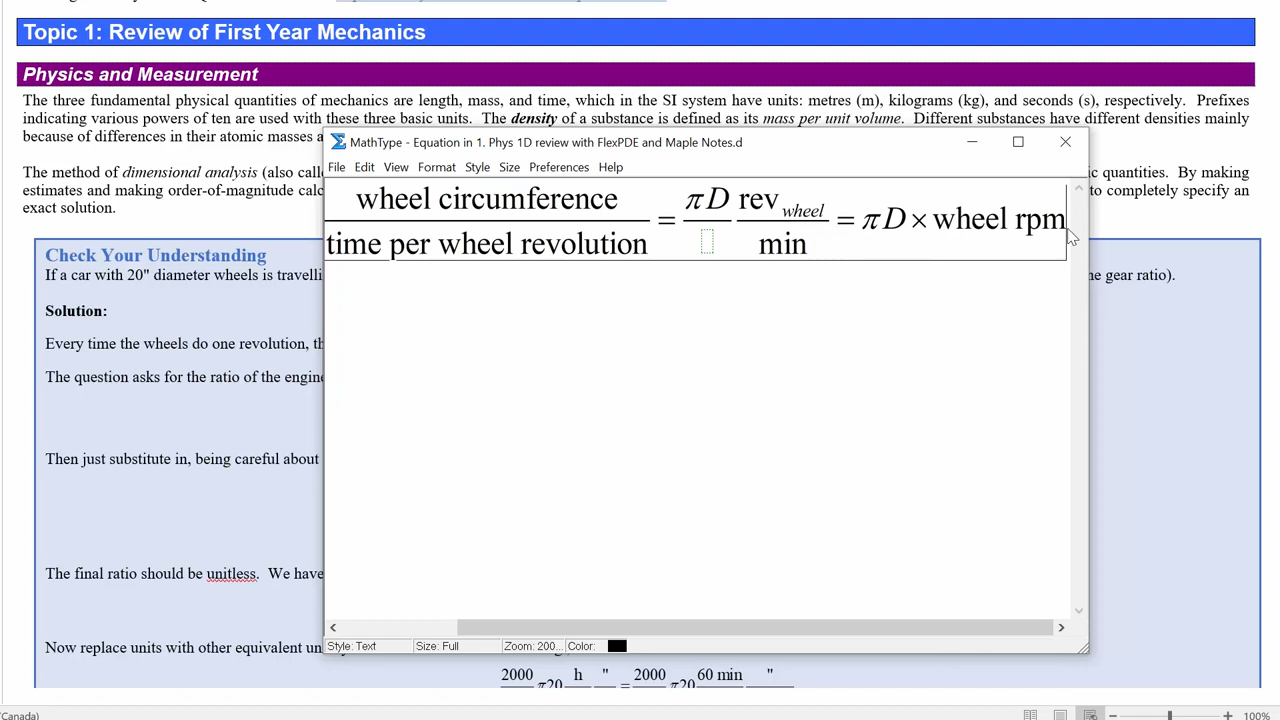 Topic 1: Review of First Year Mechanics
Physics and Measurement
The three fundamental physical quantities of mechanics are length, mass, and time, which in the SI system have units: metres (m), kilograms (kg), and seconds (s), respectively. Prefixes
indicating various powers of ten are used with these three basic units. The density of a substance is defined as its mass per unit volume. Different substances have different densities mainly
because of differences in their atomic masses a
The method of dimensional analysis (also calle ic quantities. By making
estimates and making order-of-magnitude calc to completely specify an
exact solution.
MathType - Equation in 1. Phys 1D review with FlexPDE and Maple Notes.d
File Edit View Format Style Size Preferences Help
wheel circumference / time per wheel revolution = πD rev wheel / min = πD × wheel rpm
Check Your Understanding
If a car with 20" diameter wheels is travelli ne gear ratio).
Solution:
Every time the wheels do one revolution, th
The question asks for the ratio of the engine
Then just substitute in, being careful about
The final ratio should be unitless. We have
Now replace units with other equivalent un
Style: Text Size: Full Zoom: 200... Color:
2000 π20 h " = 2000 π20 60 min "
(Canada) 100%